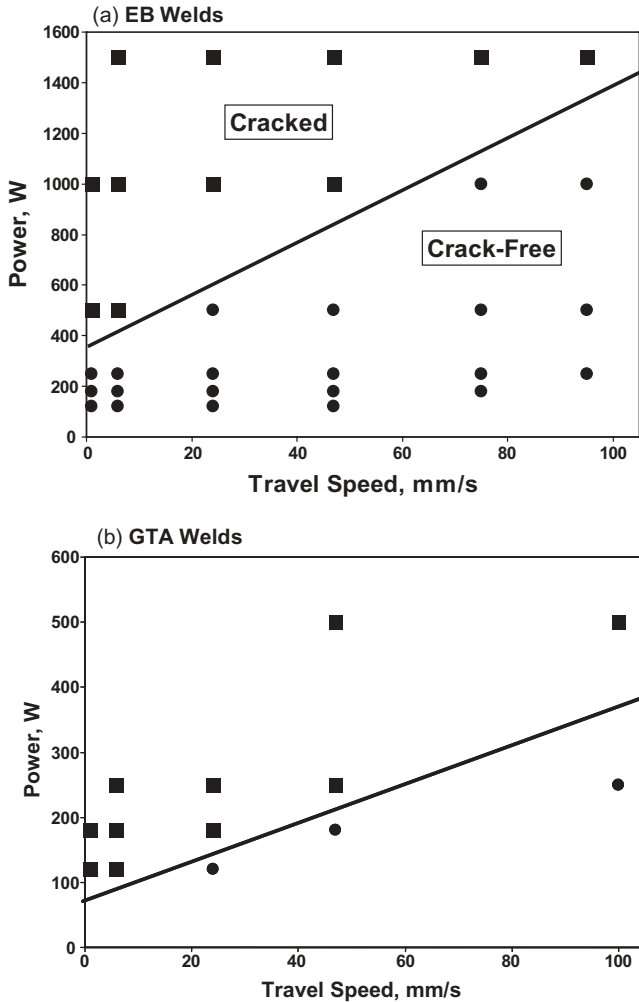 (a) EB Welds
1600
1400
1200
1000
800
600
400
200
0
Power, W
Cracked
Crack-Free
0 20 40 60 80 100
Travel Speed, mm/s
(b) GTA Welds
600
500
400
300
200
100
0
Power, W
0 20 40 60 80 100
Travel Speed, mm/s